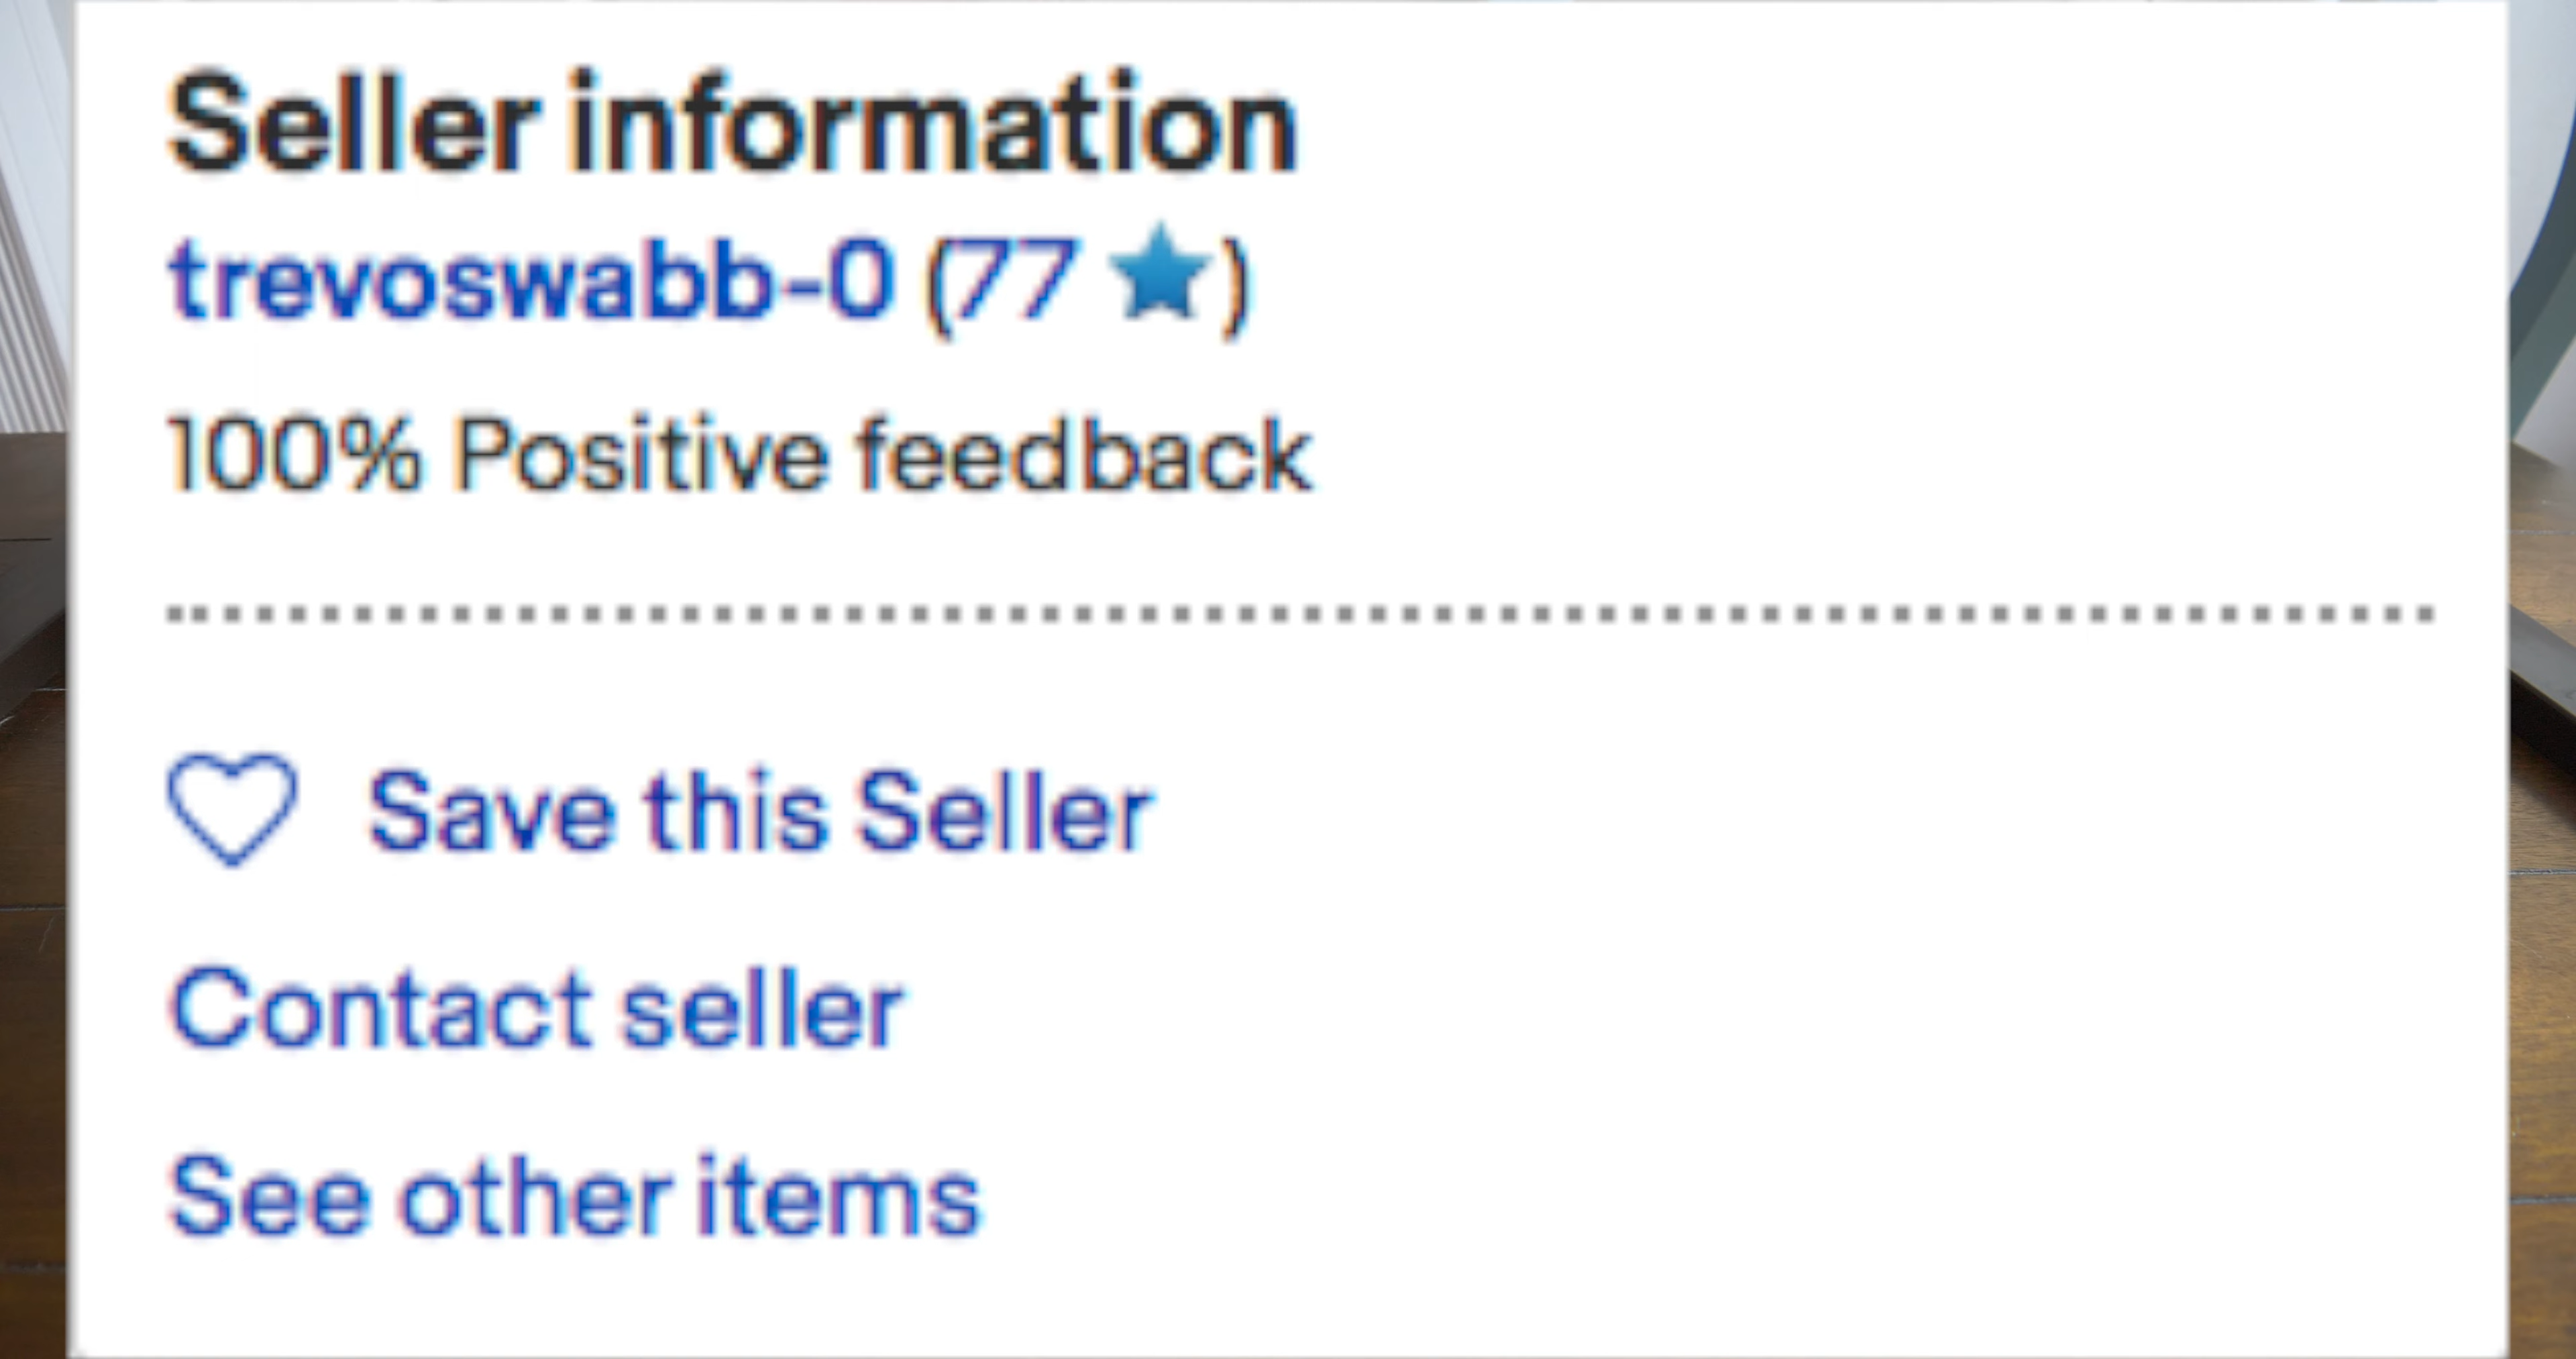 Seller information
trevoswabb-0 (77 ★)
100% Positive feedback
Save this Seller
Contact seller
See other items